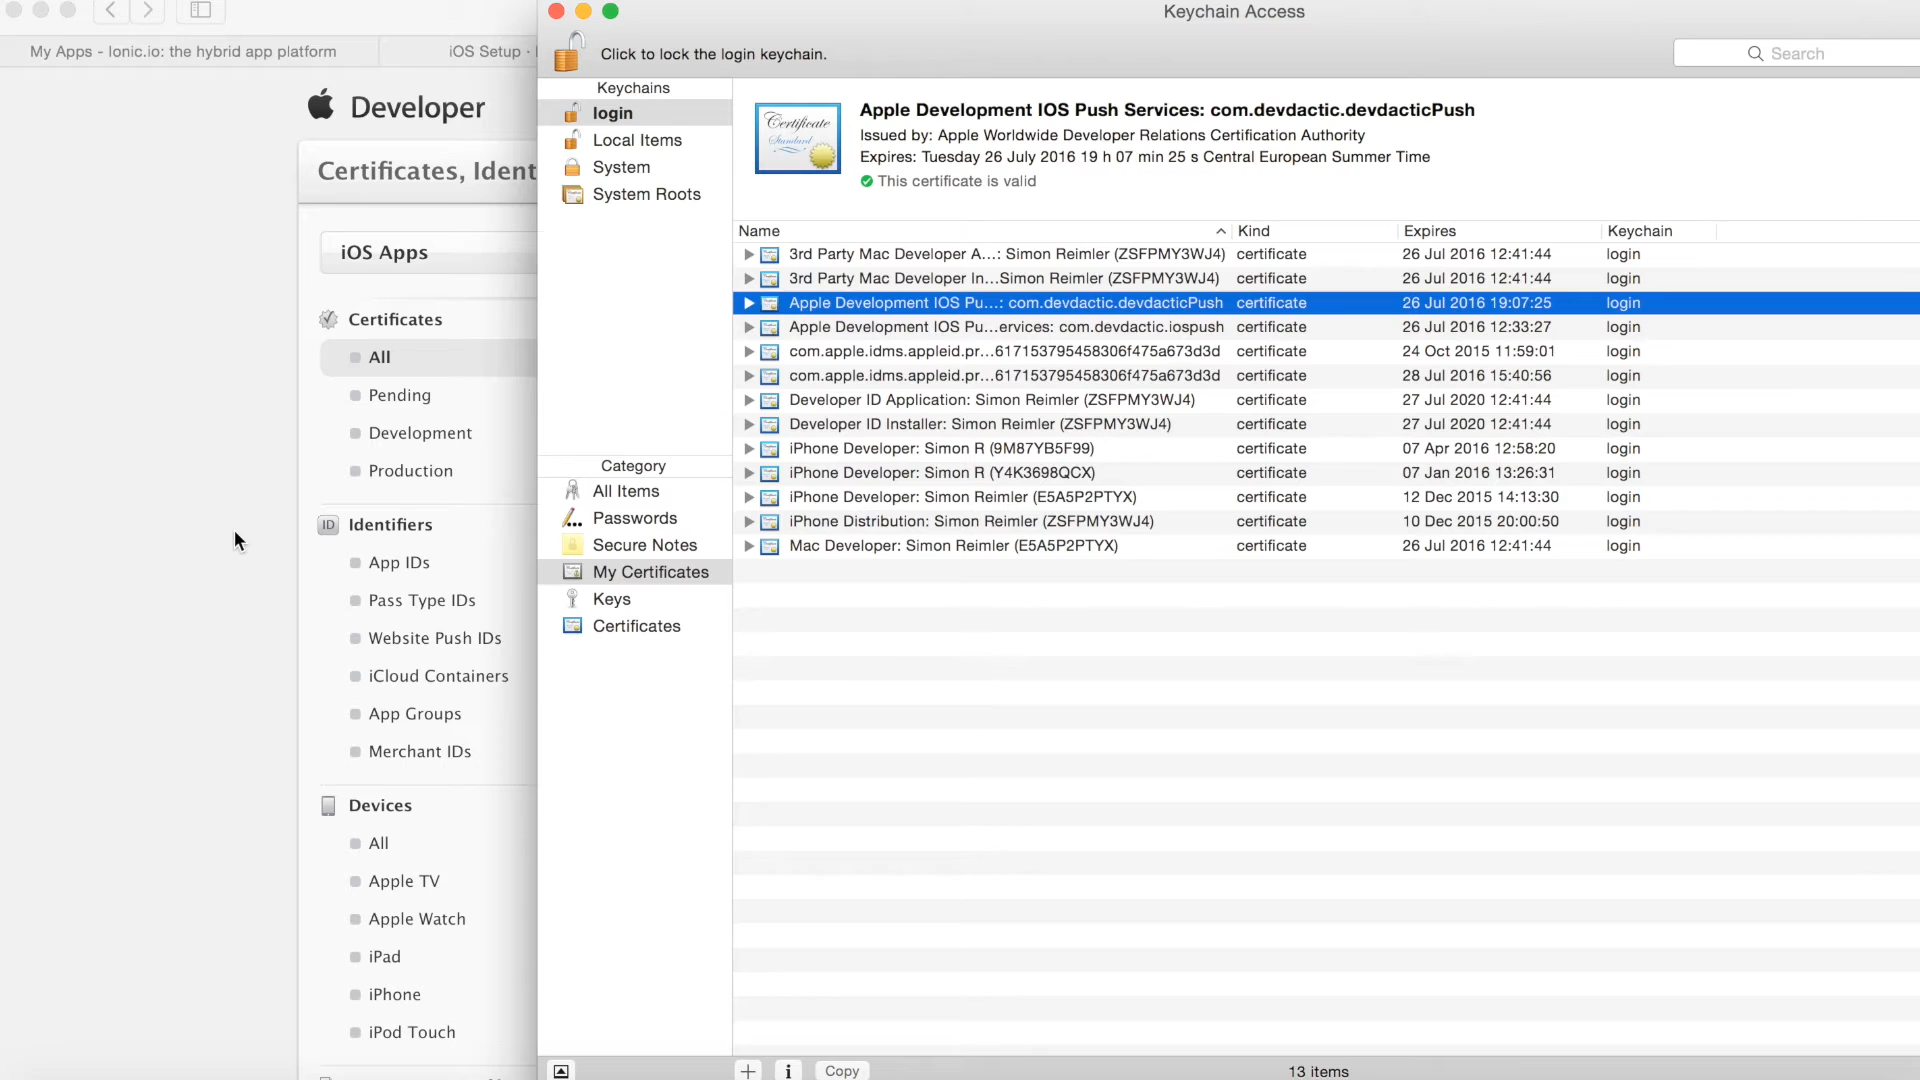 My Apps - Ionic.io: the hybrid app platform
iOS Setup ·
Developer
Certificates, Ident
iOS Apps
Certificates
All
Pending
Development
Production
ID Identifiers
App IDs
Pass Type IDs
Website Push IDs
iCloud Containers
App Groups
Merchant IDs
Devices
All
Apple TV
Apple Watch
iPad
iPhone
iPod Touch
Keychain Access
Click to lock the login keychain.
Search
Keychains
login
Local Items
System
System Roots
Category
All Items
Passwords
Secure Notes
My Certificates
Keys
Certificates
Certificate
Standard
Apple Development IOS Push Services: com.devdactic.devdacticPush
Issued by: Apple Worldwide Developer Relations Certification Authority
Expires: Tuesday 26 July 2016 19 h 07 min 25 s Central European Summer Time
This certificate is valid
Name Kind Expires Keychain
3rd Party Mac Developer A...: Simon Reimler (ZSFPMY3WJ4) certificate 26 Jul 2016 12:41:44 login
3rd Party Mac Developer In...Simon Reimler (ZSFPMY3WJ4) certificate 26 Jul 2016 12:41:44 login
Apple Development IOS Pu...: com.devdactic.devdacticPush certificate 26 Jul 2016 19:07:25 login
Apple Development IOS Pu...ervices: com.devdactic.iospush certificate 26 Jul 2016 12:33:27 login
com.apple.idms.appleid.pr...617153795458306f475a673d3d certificate 24 Oct 2015 11:59:01 login
com.apple.idms.appleid.pr...617153795458306f475a673d3d certificate 28 Jul 2016 15:40:56 login
Developer ID Application: Simon Reimler (ZSFPMY3WJ4) certificate 27 Jul 2020 12:41:44 login
Developer ID Installer: Simon Reimler (ZSFPMY3WJ4) certificate 27 Jul 2020 12:41:44 login
iPhone Developer: Simon R (9M87YB5F99) certificate 07 Apr 2016 12:58:20 login
iPhone Developer: Simon R (Y4K3698QCX) certificate 07 Jan 2016 13:26:31 login
iPhone Developer: Simon Reimler (E5A5P2PTYX) certificate 12 Dec 2015 14:13:30 login
iPhone Distribution: Simon Reimler (ZSFPMY3WJ4) certificate 10 Dec 2015 20:00:50 login
Mac Developer: Simon Reimler (E5A5P2PTYX) certificate 26 Jul 2016 12:41:44 login
Copy
13 items